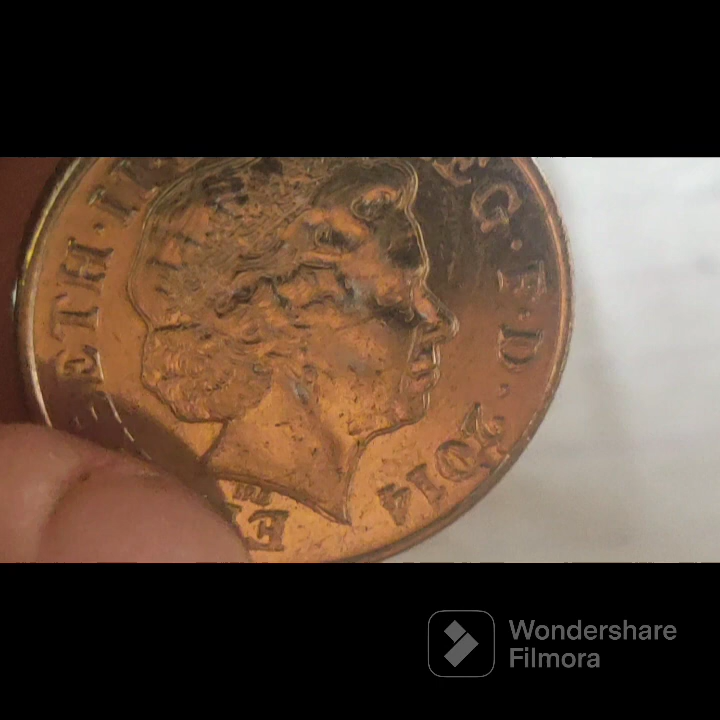 ETH · II
REG · F · D · 2014
Wondershare
Filmora